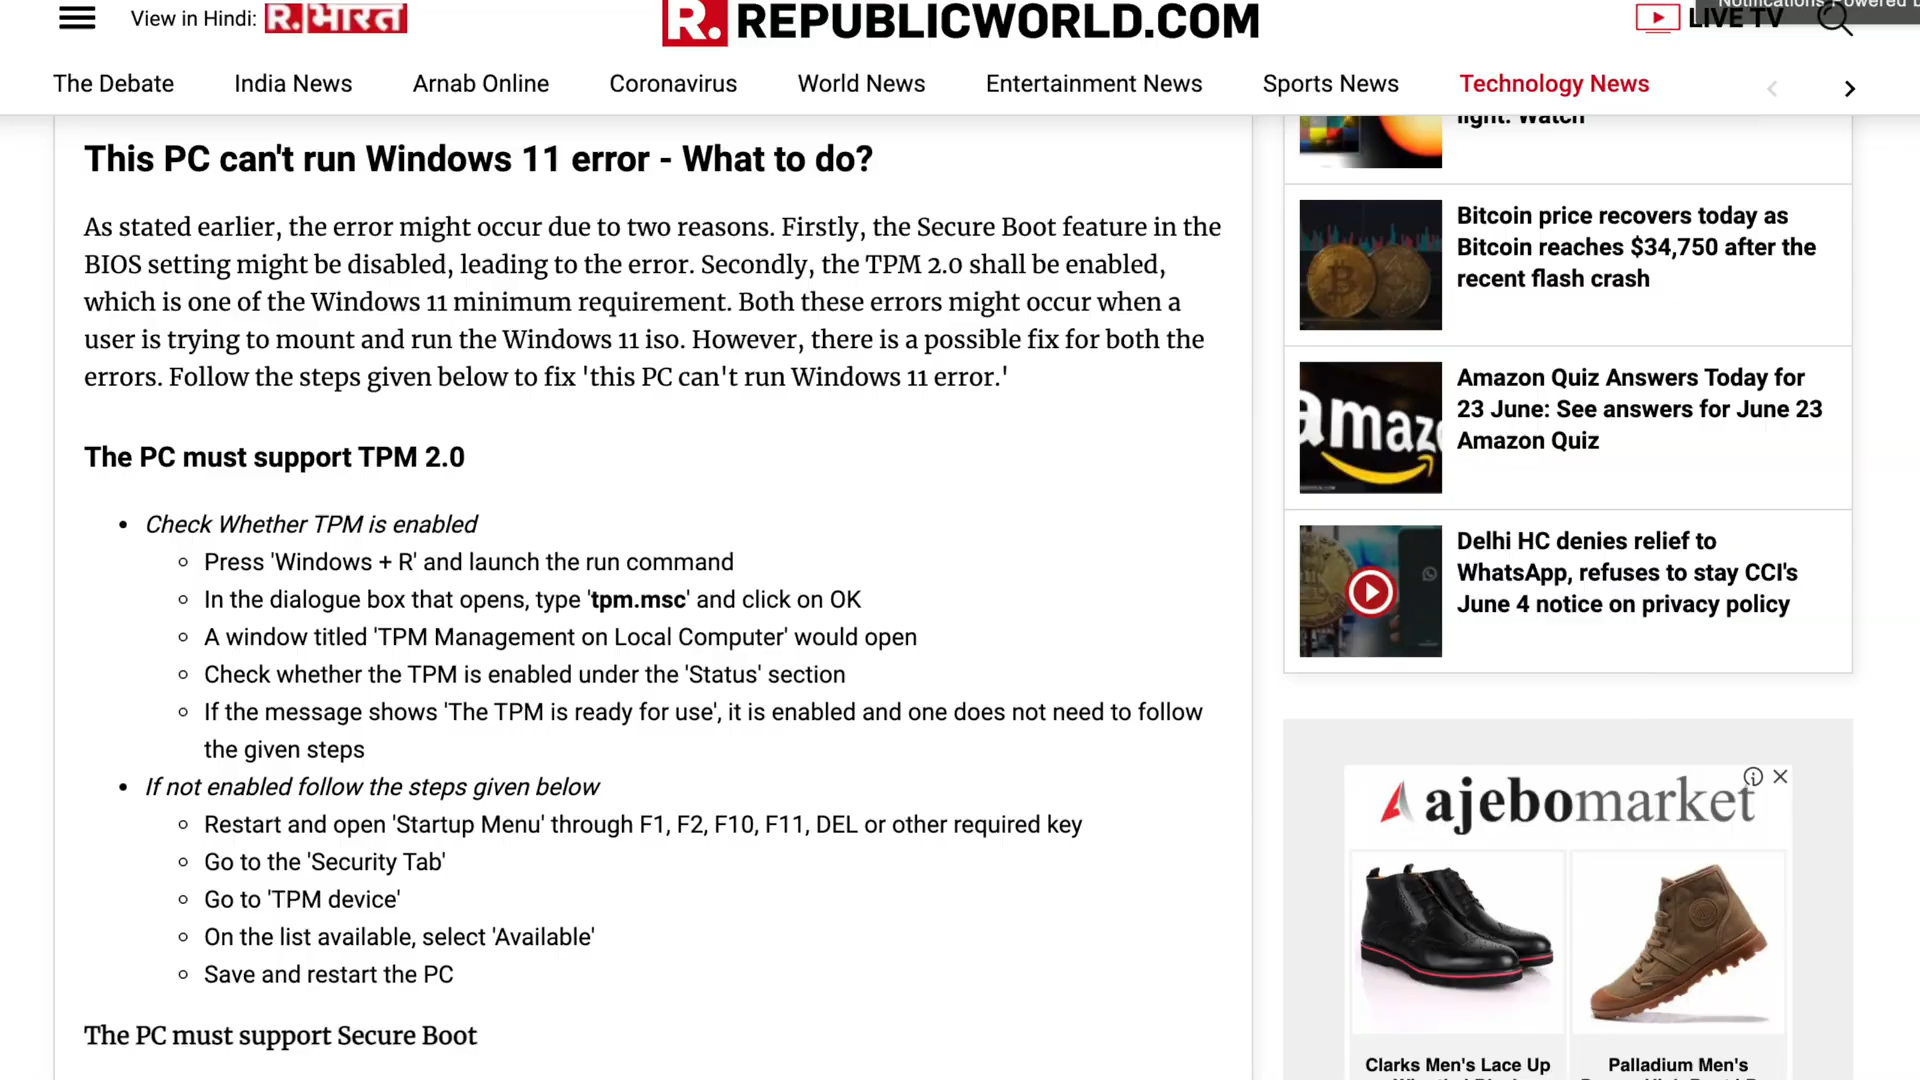 Notifications Powered b
View in Hindi: R. भारत
R. REPUBLICWORLD.COM
LIVE TV
The Debate India News Arnab Online Coronavirus World News Entertainment News Sports News Technology News
This PC can't run Windows 11 error - What to do?
As stated earlier, the error might occur due to two reasons. Firstly, the Secure Boot feature in the
BIOS setting might be disabled, leading to the error. Secondly, the TPM 2.0 shall be enabled,
which is one of the Windows 11 minimum requirement. Both these errors might occur when a
user is trying to mount and run the Windows 11 iso. However, there is a possible fix for both the
errors. Follow the steps given below to fix 'this PC can't run Windows 11 error.'
The PC must support TPM 2.0
Check Whether TPM is enabled
Press 'Windows + R' and launch the run command
In the dialogue box that opens, type 'tpm.msc' and click on OK
A window titled 'TPM Management on Local Computer' would open
Check whether the TPM is enabled under the 'Status' section
If the message shows 'The TPM is ready for use', it is enabled and one does not need to follow
the given steps
If not enabled follow the steps given below
Restart and open 'Startup Menu' through F1, F2, F10, F11, DEL or other required key
Go to the 'Security Tab'
Go to 'TPM device'
On the list available, select 'Available'
Save and restart the PC
The PC must support Secure Boot
light: Watch
Bitcoin price recovers today as
Bitcoin reaches $34,750 after the
recent flash crash
amaz
Amazon Quiz Answers Today for
23 June: See answers for June 23
Amazon Quiz
Delhi HC denies relief to
WhatsApp, refuses to stay CCI's
June 4 notice on privacy policy
ajebomarket
Clarks Men's Lace Up
Palladium Men's